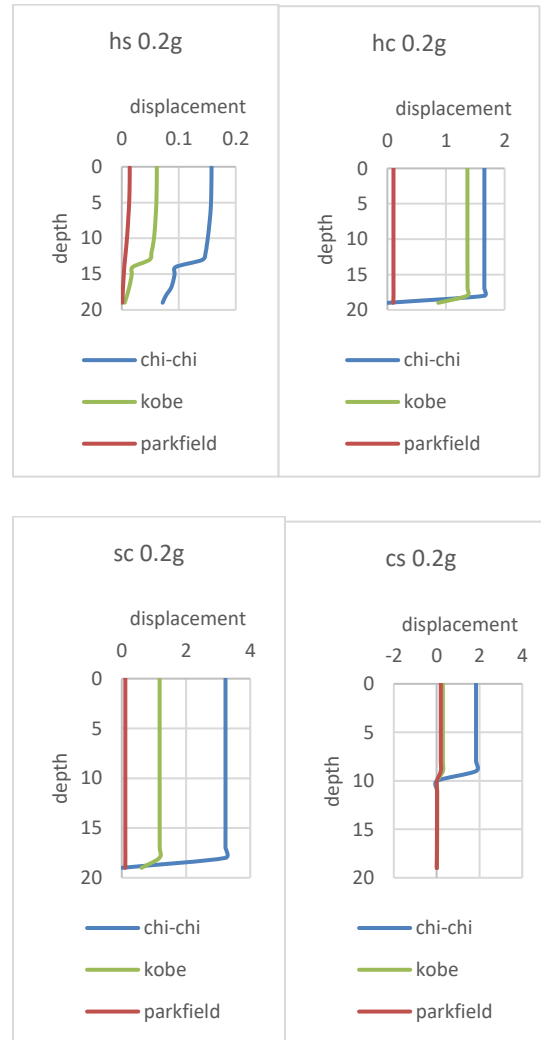 hs 0.2g
displacement
0 0.1 0.2
0
5
10
15
20
depth
chi-chi
kobe
parkfield
hc 0.2g
displacement
0 1 2
0
5
10
15
20
depth
chi-chi
kobe
parkfield
sc 0.2g
displacement
0 2 4
0
5
10
15
20
depth
chi-chi
kobe
parkfield
cs 0.2g
displacement
-2 0 2 4
0
5
10
15
20
depth
chi-chi
kobe
parkfield